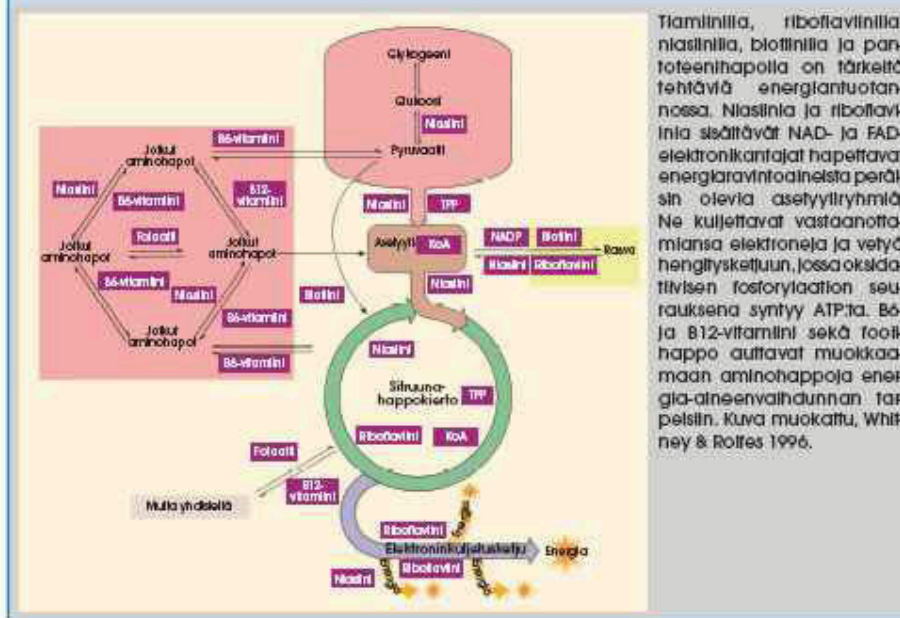 Glykogeeni
Glukoosi
Niasiini
Pyruvaatti
B6-vitamiini
Jotkut
aminohapot
Niasiini
B6-vitamiini
B12-
vitamiini
Folaatti
Jotkut
aminohapot
Jotkut
aminohapot
B6-vitamiini
Niasiini
B6-vitamiini
Jotkut
aminohapot
B6-vitamiini
Niasiini
TPP
Asetyyli
KoA
NADP
Biotiini
Rasva
Niasiini
Riboflaviini
Niasiini
Biotiini
Niasiini
Sitruuna-
happokierto
TPP
Riboflaviini
KoA
Folaatti
B12-
vitamiini
Muita yhdisteitä
Riboflaviini
Energia
Elektroninkuljetusketju
Energia
Riboflaviini
Niasiini
Energia
Energia
Tiamiinilla, riboflaviinilla,
niasiinilla, biotiinilla ja pan-
toteenihapolla on tärkeitä
tehtäviä energiantuotan-
nossa. Niasiinia ja riboflavi-
inia sisältävät NAD- ja FAD-
elektronikantajat hapettavat
energiaravintoaineista peräi-
sin olevia asetyyliryhmiä.
Ne kuljettavat vastaanotta-
miansa elektroneja ja vetyä
hengitysketjuun, jossa oksida-
tiivisen fosforylaation seu-
rauksena syntyy ATP:ta. B6-
ja B12-vitamiini sekä fooli-
happo auttavat muokkaa-
maan aminohappoja ener-
gia-aineenvaihdunnan tar-
peisiin. Kuva muokattu, Whit-
ney & Rolfes 1996.